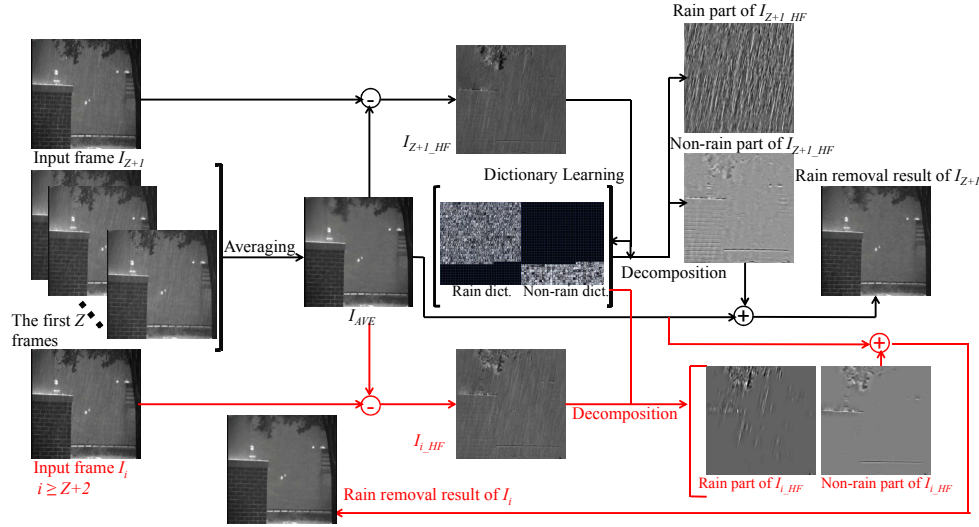 Rain part of I_{Z+1_HF}
Input frame I_{Z+1}
I_{Z+1_HF}
Non-rain part of I_{Z+1_HF}
Dictionary Learning
Rain removal result of I_{Z+1}
Averaging
Decomposition
Rain dict.
Non-rain dict.
The first Z
frames
I_{AVE}
-
+
Input frame I_i
i ≥ Z+2
-
I_{i_HF}
Decomposition
+
Rain part of I_{i_HF}
Non-rain part of I_{i_HF}
Rain removal result of I_i